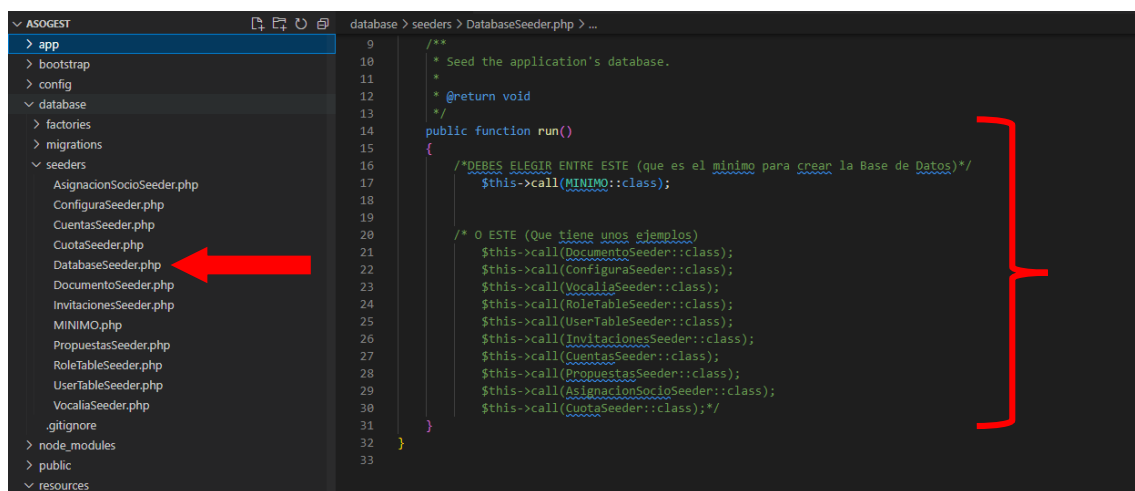 ASOGEST
app
bootstrap
config
database
factories
migrations
seeders
AsignacionSocioSeeder.php
ConfiguraSeeder.php
CuentasSeeder.php
CuotaSeeder.php
DatabaseSeeder.php
DocumentoSeeder.php
InvitacionesSeeder.php
MINIMO.php
PropuestasSeeder.php
RoleTableSeeder.php
UserTableSeeder.php
VocaliaSeeder.php
.gitignore
node_modules
public
resources
database > seeders > DatabaseSeeder.php > ...
9 /**
10 * Seed the application's database.
11 *
12 * @return void
13 */
14 public function run()
15 {
16 /*DEBES ELEGIR ENTRE ESTE (que es el minimo para crear la Base de Datos)*/
17 $this->call(MINIMO::class);
18
19
20 /* O ESTE (Que tiene unos ejemplos)
21 $this->call(DocumentoSeeder::class);
22 $this->call(ConfiguraSeeder::class);
23 $this->call(VocaliaSeeder::class);
24 $this->call(RoleTableSeeder::class);
25 $this->call(UserTableSeeder::class);
26 $this->call(InvitacionesSeeder::class);
27 $this->call(CuentasSeeder::class);
28 $this->call(PropuestasSeeder::class);
29 $this->call(AsignacionSocioSeeder::class);
30 $this->call(CuotaSeeder::class);*/
31 }
32 }
33